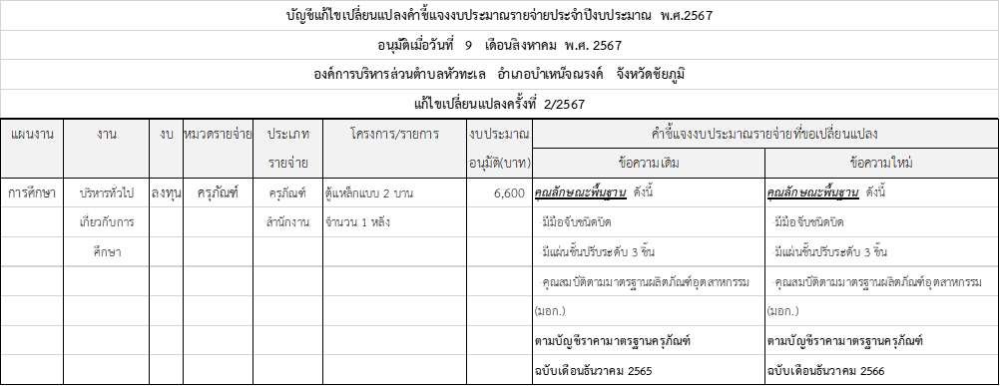 บัญชีแก้ไขเปลี่ยนแปลงคำชี้แจงงบประมาณรายจ่ายประจำปีงบประมาณ พ.ศ.2567
อนุมัติเมื่อวันที่ 9 เดือนสิงหาคม พ.ศ. 2567
องค์การบริหารส่วนตำบลหัวทะเล อำเภอบำเหน็จณรงค์ จังหวัดชัยภูมิ
แก้ไขเปลี่ยนแปลงครั้งที่ 2/2567
แผนงาน งาน งบ หมวดรายจ่าย ประเภท โครงการ/รายการ งบประมาณ คำชี้แจงงบประมาณรายจ่ายที่ขอเปลี่ยนแปลง
รายจ่าย อนุมัติ(บาท) ข้อความเดิม ข้อความใหม่
การศึกษา บริหารทั่วไป ลงทุน ครุภัณฑ์ ครุภัณฑ์ ตู้เหล็กแบบ 2 บาน 6,600 คุณลักษณะพื้นฐาน ดังนี้ คุณลักษณะพื้นฐาน ดังนี้
เกี่ยวกับการ สำนักงาน จำนวน 1 หลัง -มีมือจับชนิดบิด -มีมือจับชนิดบิด
ศึกษา -มีแผ่นชั้นปรับระดับ 3 ชิ้น -มีแผ่นชั้นปรับระดับ 3 ชิ้น
-คุณสมบัติตามมาตรฐานผลิตภัณฑ์อุตสาหกรรม -คุณสมบัติตามมาตรฐานผลิตภัณฑ์อุตสาหกรรม
(มอก.) (มอก.)
ตามบัญชีราคามาตรฐานครุภัณฑ์ ตามบัญชีราคามาตรฐานครุภัณฑ์
ฉบับเดือนธันวาคม 2565 ฉบับเดือนธันวาคม 2566